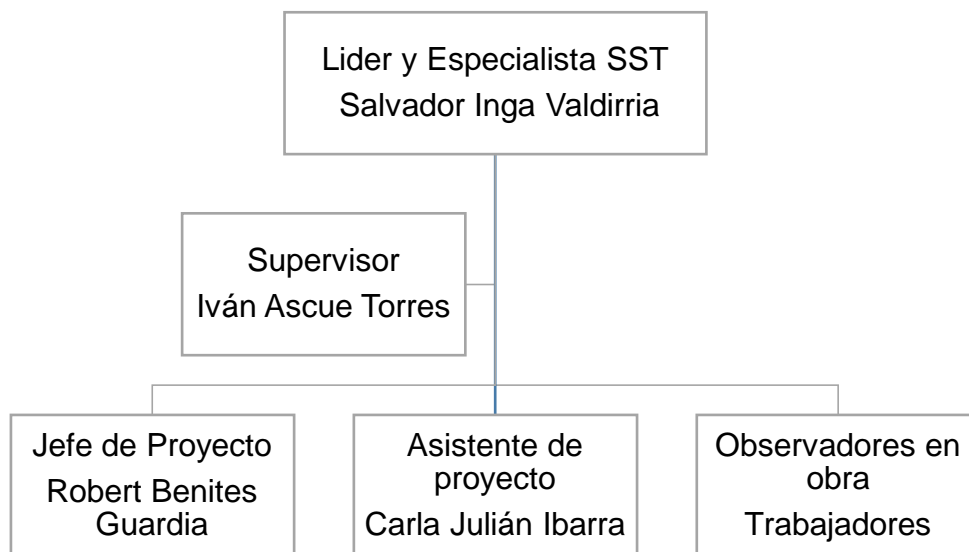 Lider y Especialista SST
Salvador Inga Valdirria
Supervisor
Iván Ascue Torres
Jefe de Proyecto
Robert Benites
Guardia
Asistente de
proyecto
Carla Julián Ibarra
Observadores en
obra
Trabajadores